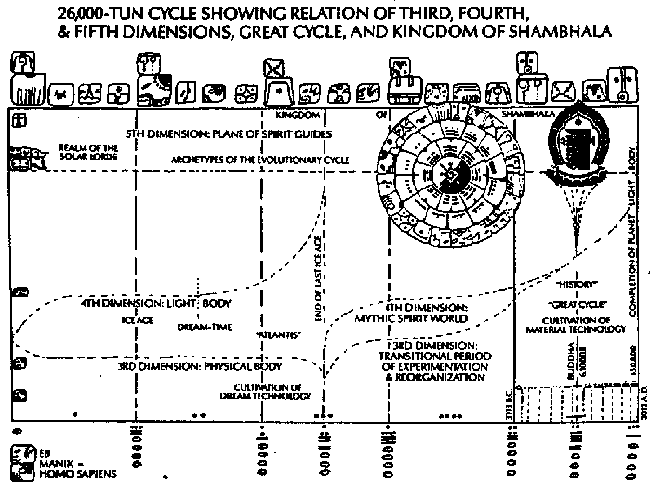 26,000-TUN CYCLE SHOWING RELATION OF THIRD, FOURTH,
& FIFTH DIMENSIONS, GREAT CYCLE, AND KINGDOM OF SHAMBHALA
KINGDOM OF SHAMBHALA
5TH DIMENSION: PLANE OF SPIRIT GUIDES
REALM OF THE
SOLAR LORDS
ARCHETYPES OF THE EVOLUTIONARY CYCLE
END OF LAST ICE AGE
COMPLETION OF PLANET LIGHT BODY
4TH DIMENSION: LIGHT BODY
ICE AGE
DREAM-TIME
"ATLANTIS"
4TH DIMENSION:
MYTHIC SPIRIT WORLD
"HISTORY"
"GREAT CYCLE"
CULTIVATION OF
MATERIAL TECHNOLOGY
3RD DIMENSION: PHYSICAL BODY
3RD DIMENSION:
TRANSITIONAL PERIOD
OF EXPERIMENTATION
& REORGANIZATION
CULTIVATION OF
DREAM TECHNOLOGY
BUDDHA
3113 B.C.
2012 A.D.
EB
MANIK =
HOMO SAPIENS